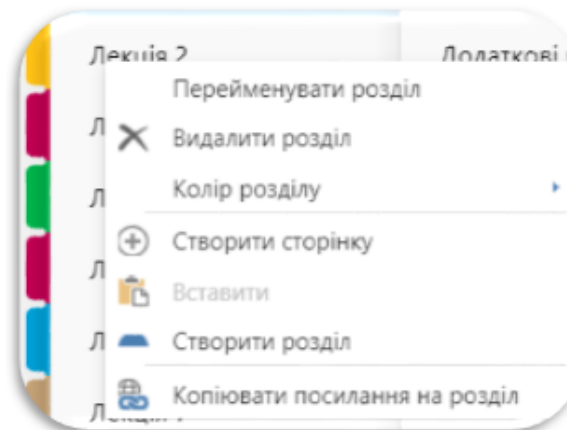 Лекція 2
Додаткові
Перейменувати розділ
Видалити розділ
Колір розділу
Створити сторінку
Вставити
Створити розділ
Копіювати посилання на розділ